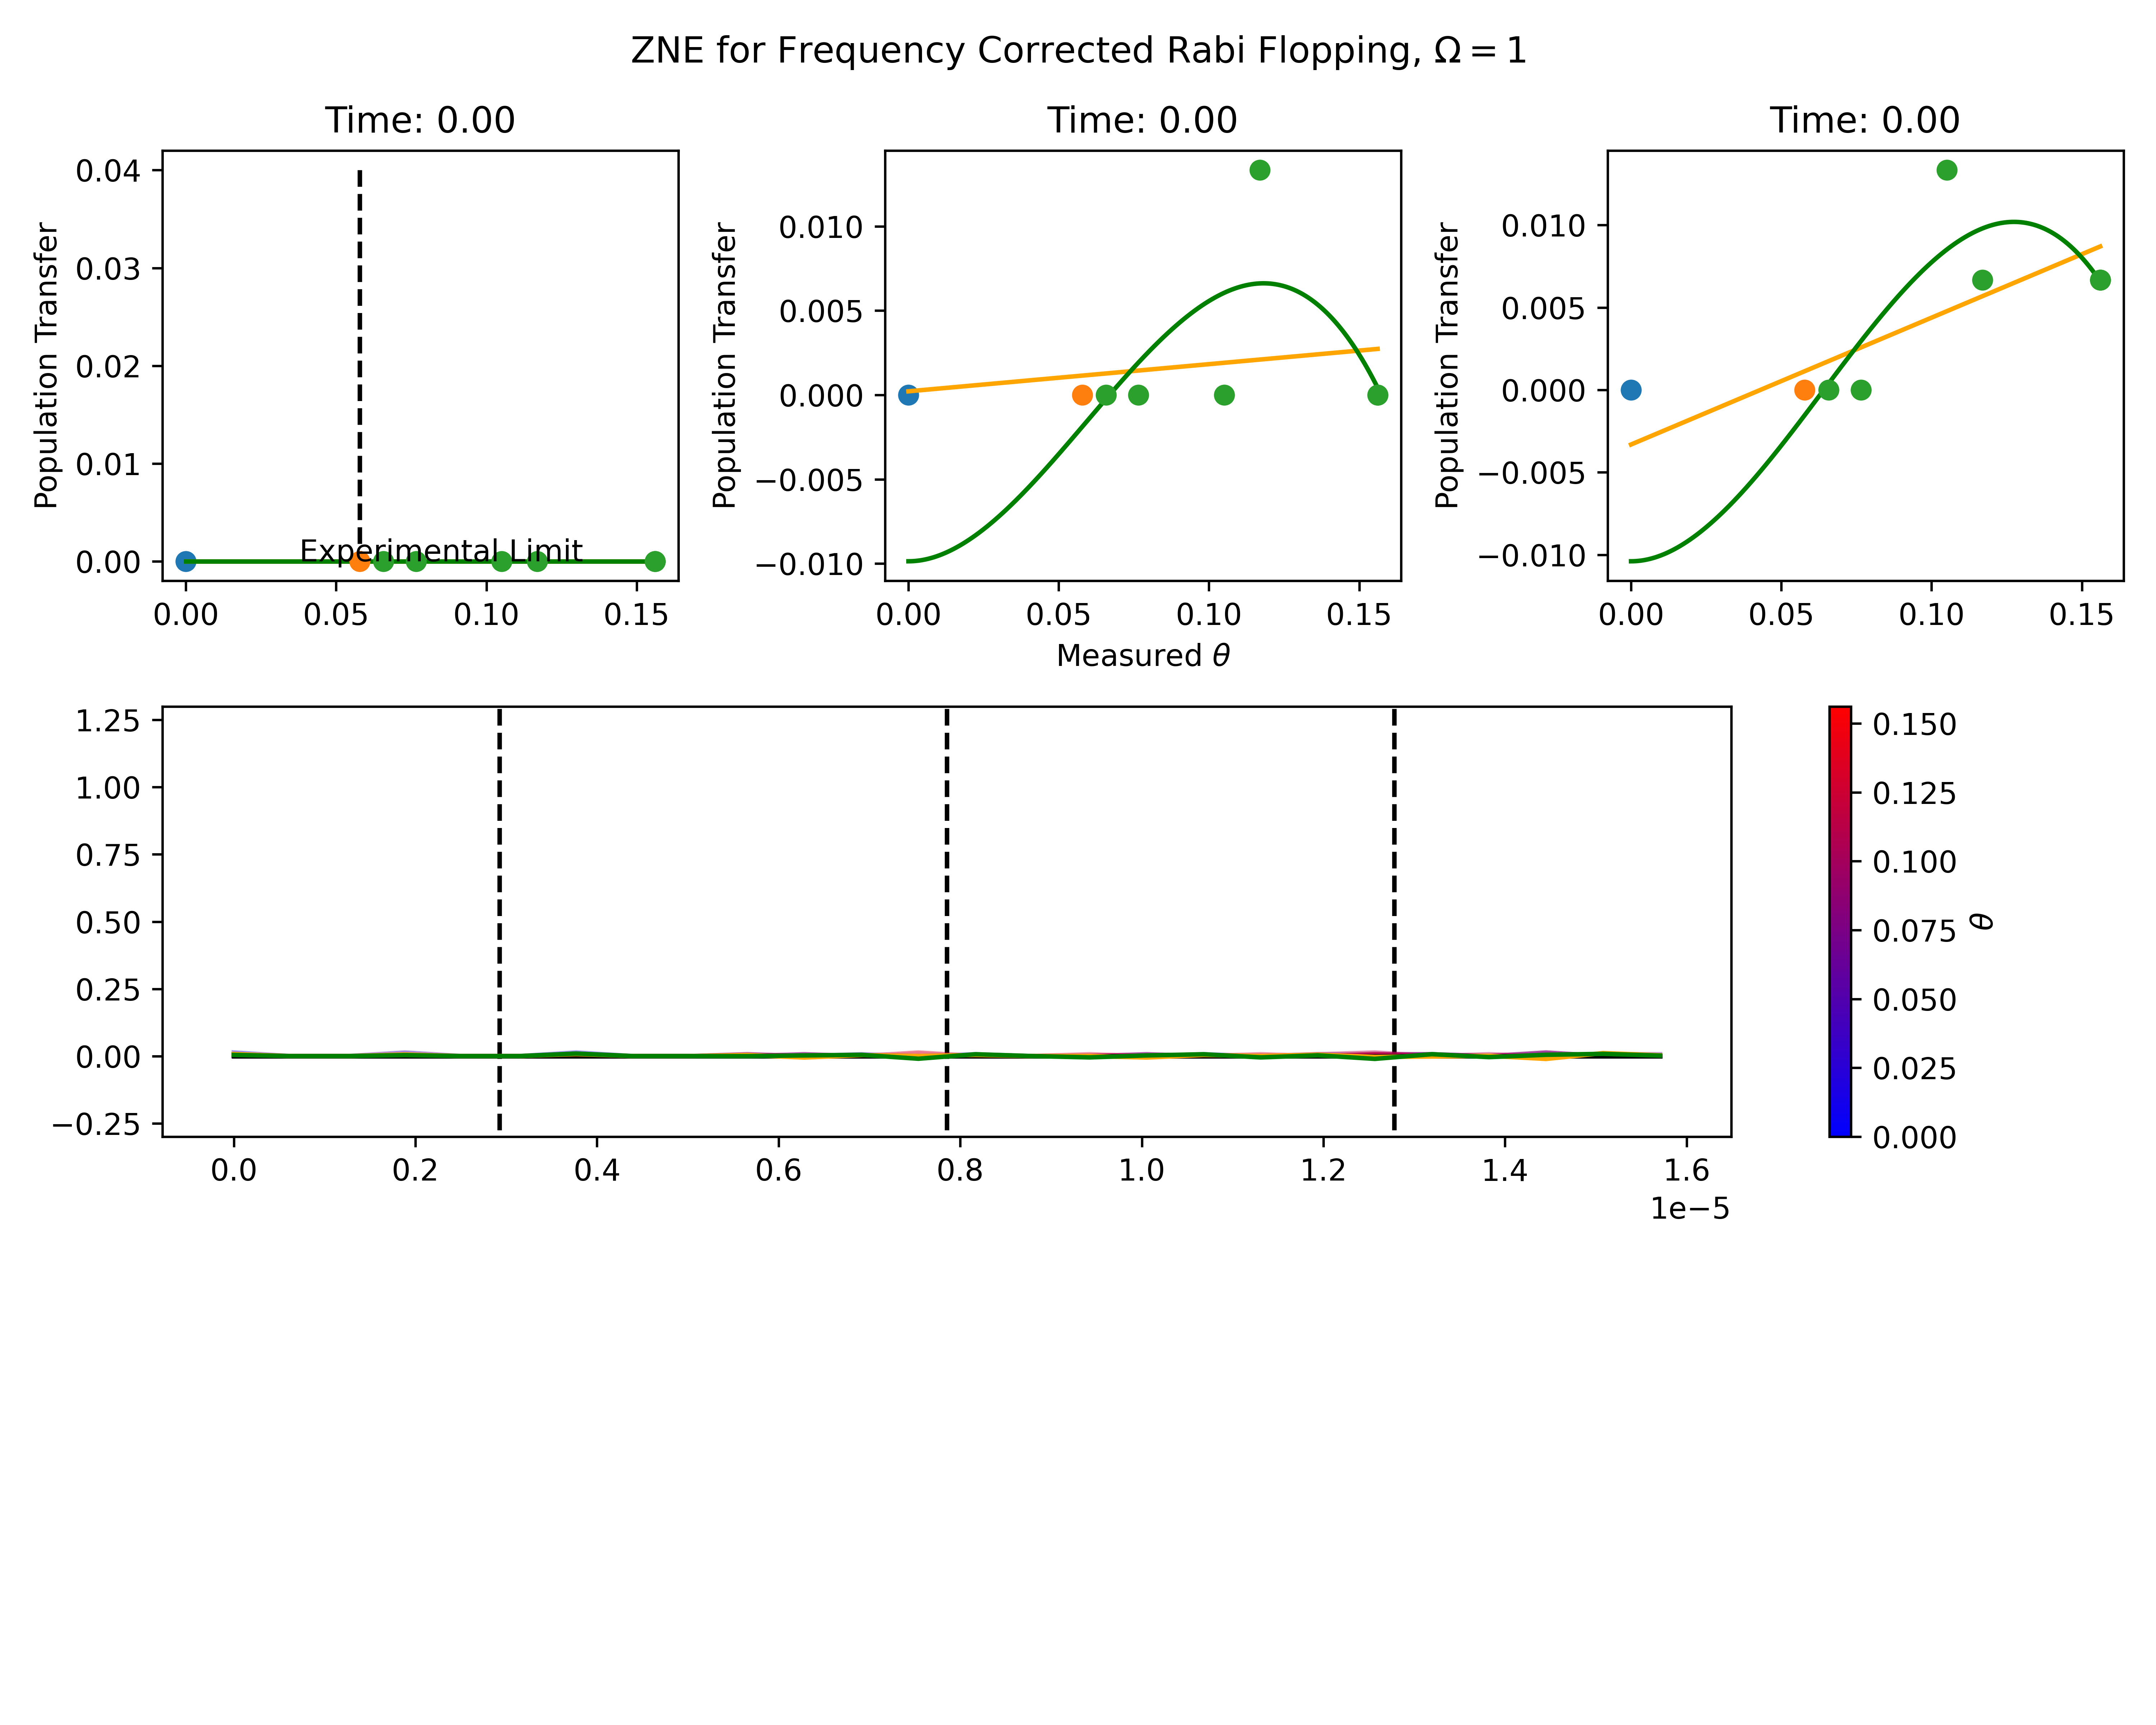 ZNE for Frequency Corrected Rabi Flopping, Ω = 1
Time: 0.00
Time: 0.00
Time: 0.00
Population Transfer
0.04
0.03
0.02
0.01
0.00
Experimental Limit
0.00 0.05 0.10 0.15
Population Transfer
0.010
0.005
0.000
−0.005
−0.010
0.00 0.05 0.10 0.15
Measured θ
Population Transfer
0.010
0.005
0.000
−0.005
−0.010
0.00 0.05 0.10 0.15
1.25
1.00
0.75
0.50
0.25
0.00
−0.25
0.0 0.2 0.4 0.6 0.8 1.0 1.2 1.4 1.6
1e−5
0.150
0.125
0.100
0.075
0.050
0.025
0.000
θ